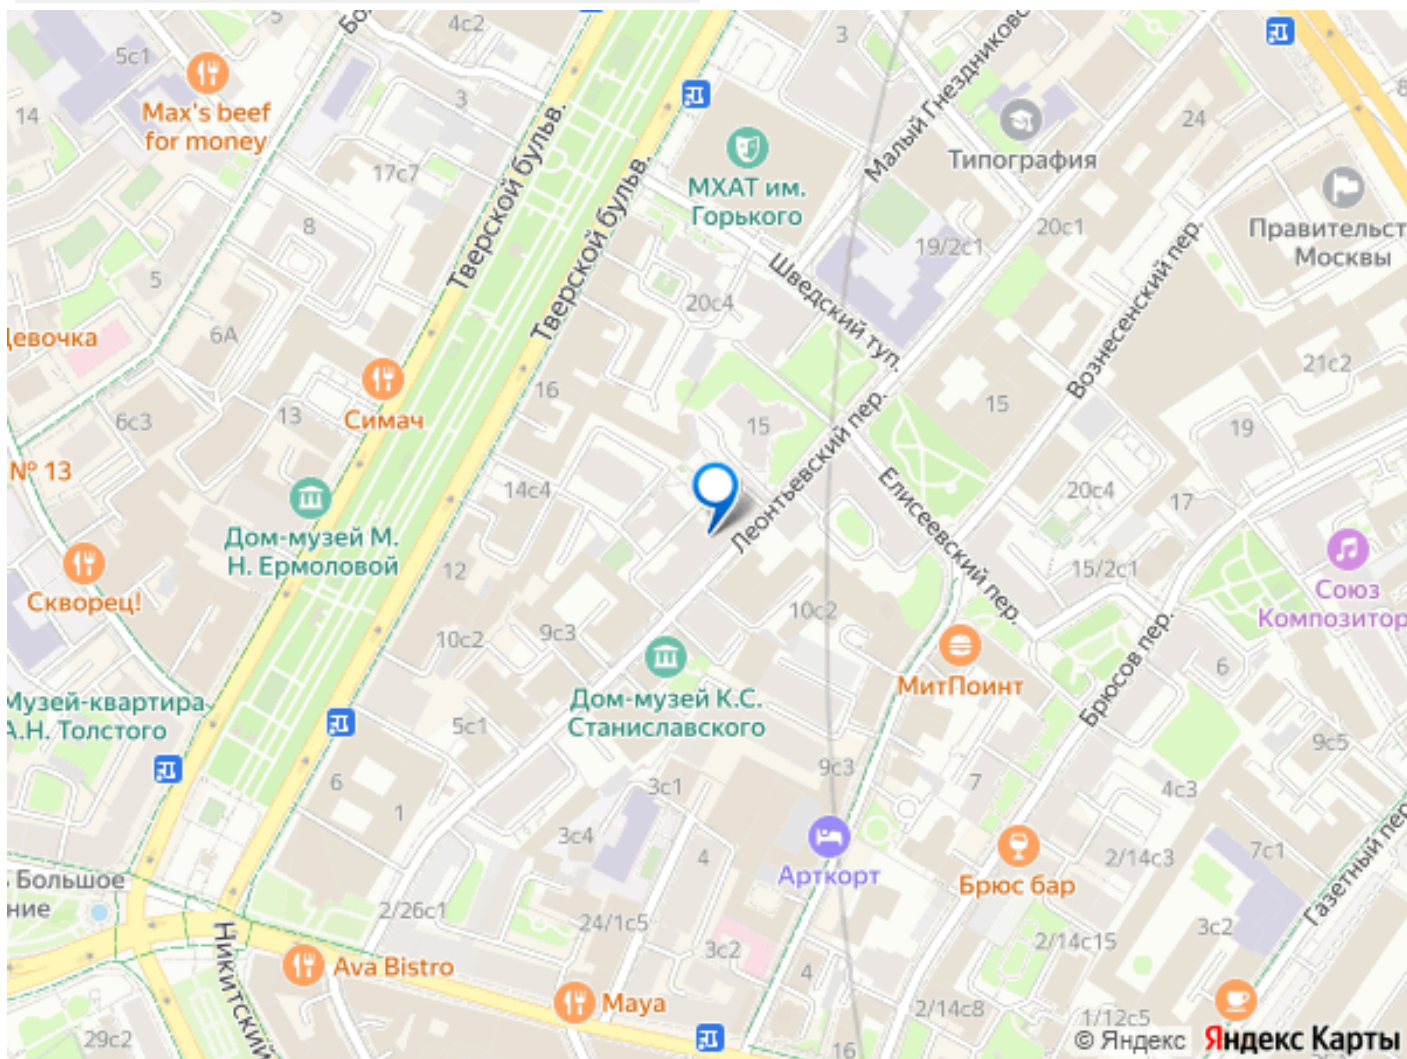 Бо
4с2
5с1
3
Малый Гнездниковс
8
Max's beef
for money
14
3
24
Типография
17с7
МХАТ им.
Горького
Правительст
Москвы
Тверской бульв.
Тверской бульв.
8
5
20с1
19/2с1
Шведский туп.
20с4
Вознесенский пер.
Девочка
6А
21с2
16
Симач
6с3
13
15
15
19
Леонтьевский пер.
№ 13
14с4
20с4
17
Елисеевский пер.
Дом-музей М.
Н. Ермоловой
12
15/2с1
Союз
Композитор
Скворец!
10с2
9с3
10с2
6
МитПоинт
Брюсов пер.
Музей-квартира
А.Н. Толстого
Дом-музей К.С.
Станиславского
5с1
9с5
6
1
3с1
9с3
7
4с3
3с4
4
Арткорт
Брюс бар
2/14с3
7с1
Газетный пер
Большое
ние
2/26с1
24/1с5
3с2
2/14с15
3с2
Никитский
Ava Bistro
Maya
4
2/14с8
1/12с5
29с2
16
© Яндекс Яндекс Карты